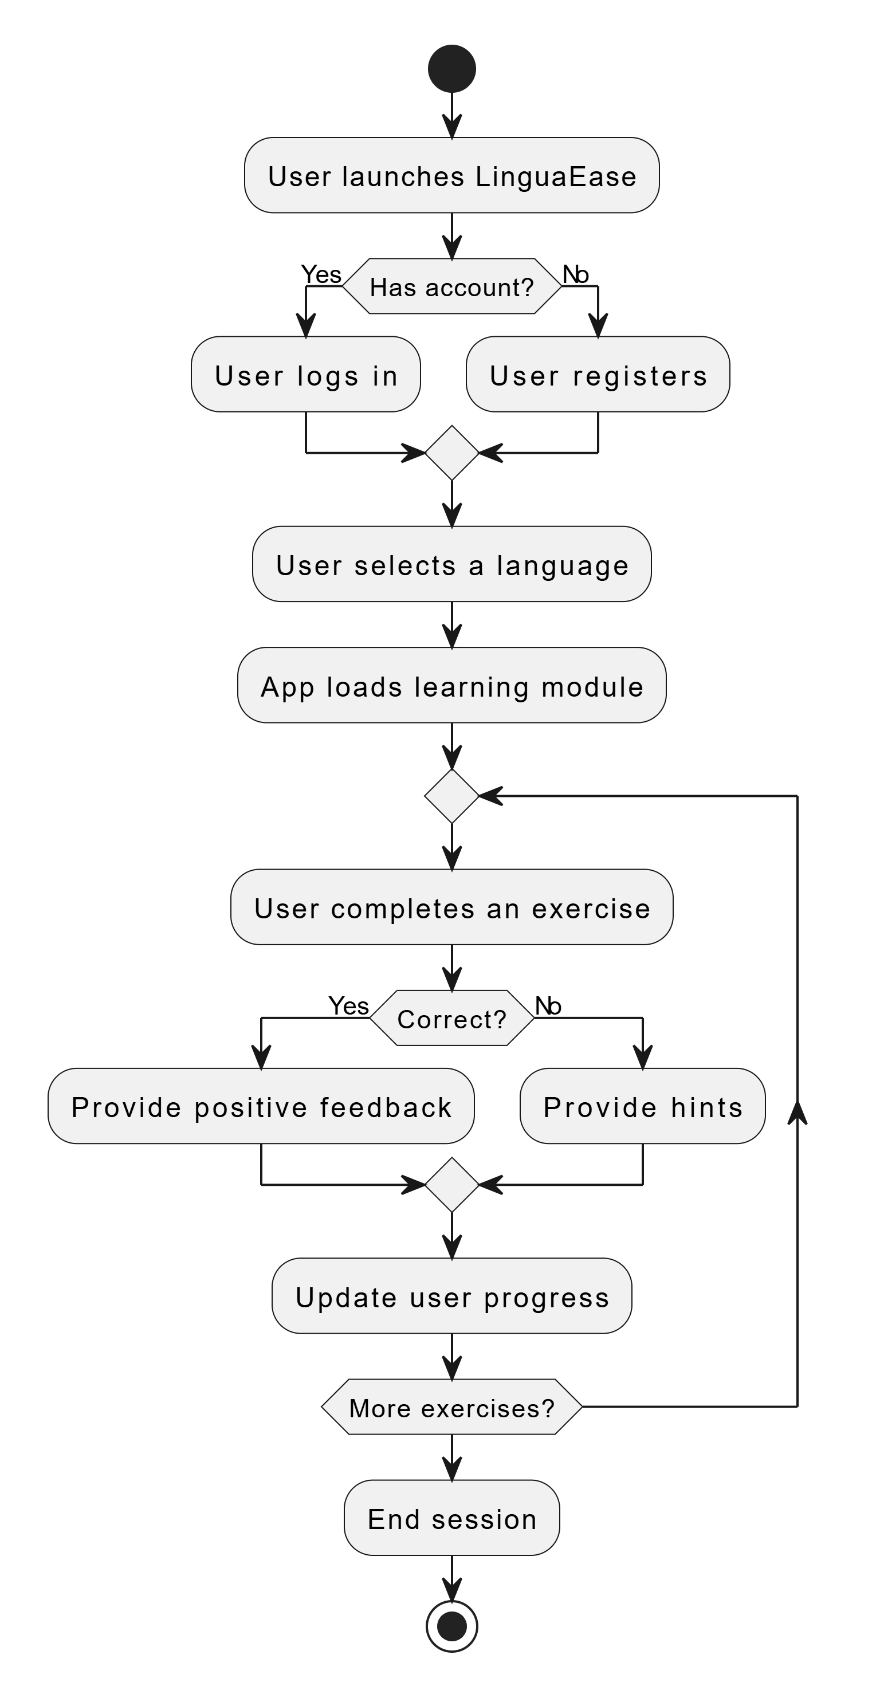 User launches LinguaEase
Yes
Has account?
No
User logs in
User registers
User selects a language
App loads learning module
User completes an exercise
Yes
Correct?
No
Provide positive feedback
Provide hints
Update user progress
More exercises?
End session